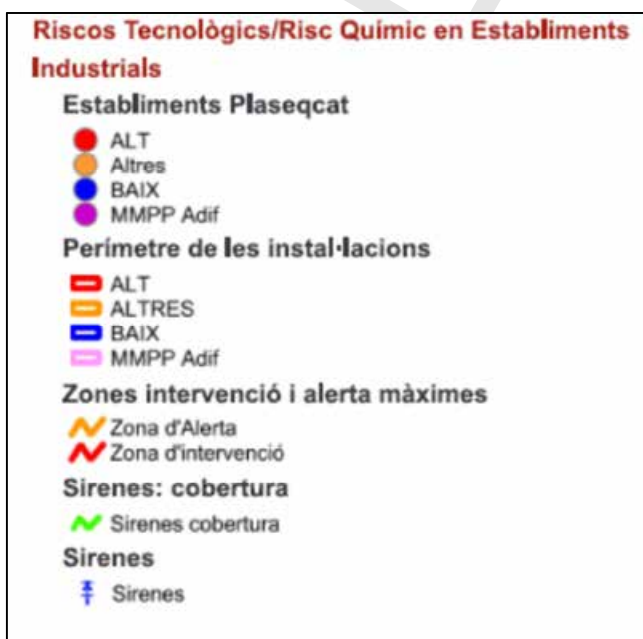 Riscos Tecnològics/Risc Químic en Establiments
Industrials
Establiments Plaseqcat
ALT
Altres
BAIX
MMPP Adif
Perímetre de les instal·lacions
ALT
ALTRES
BAIX
MMPP Adif
Zones intervenció i alerta màximes
Zona d'Alerta
Zona d'intervenció
Sirenes: cobertura
Sirenes cobertura
Sirenes
Sirenes